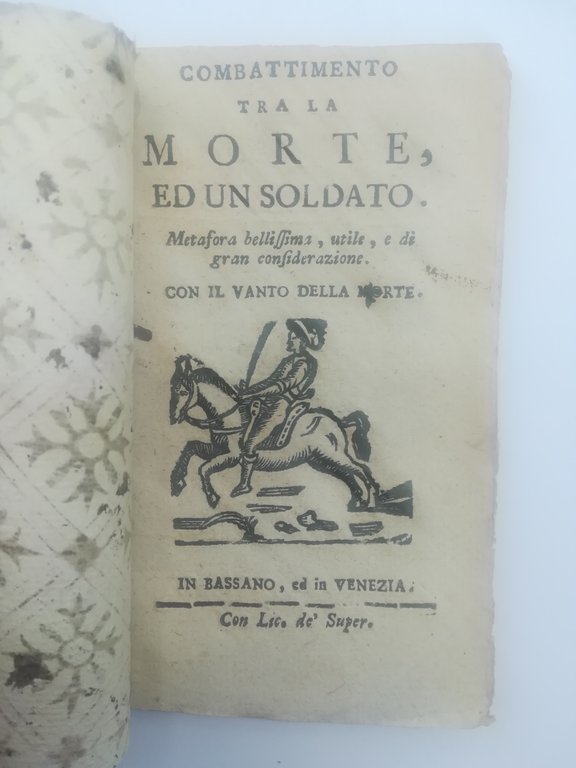 COMBATTIMENTO
TRA LA
MORTE,
ED UN SOLDATO.
Metafora belliſſima, utile, e di
gran conſiderazione.
CON IL VANTO DELLA MORTE.
IN BASSANO, ed in VENEZIA.
Con Lic. de' Super.